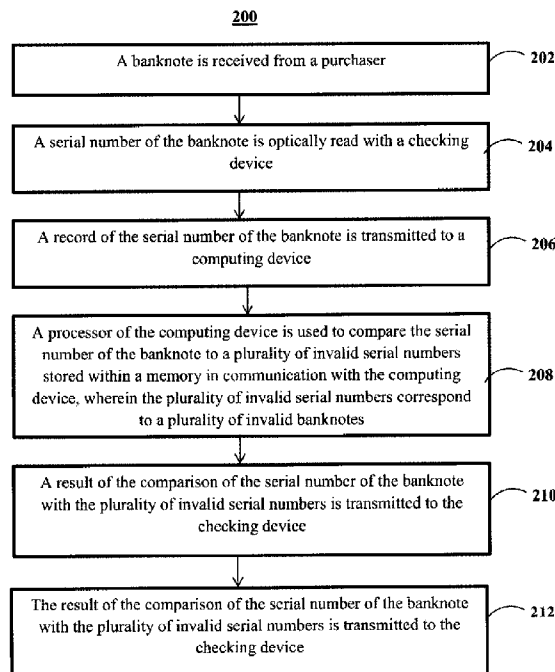 200
A banknote is received from a purchaser
202
A serial number of the banknote is optically read with a checking
device
204
A record of the serial number of the banknote is transmitted to a
computing device
206
A processor of the computing device is used to compare the serial
number of the banknote to a plurality of invalid serial numbers
stored within a memory in communication with the computing
device, wherein the plurality of invalid serial numbers correspond
to a plurality of invalid banknotes
208
A result of the comparison of the serial number of the banknote
with the plurality of invalid serial numbers is transmitted to the
checking device
210
The result of the comparison of the serial number of the banknote
with the plurality of invalid serial numbers is transmitted to the
checking device
212